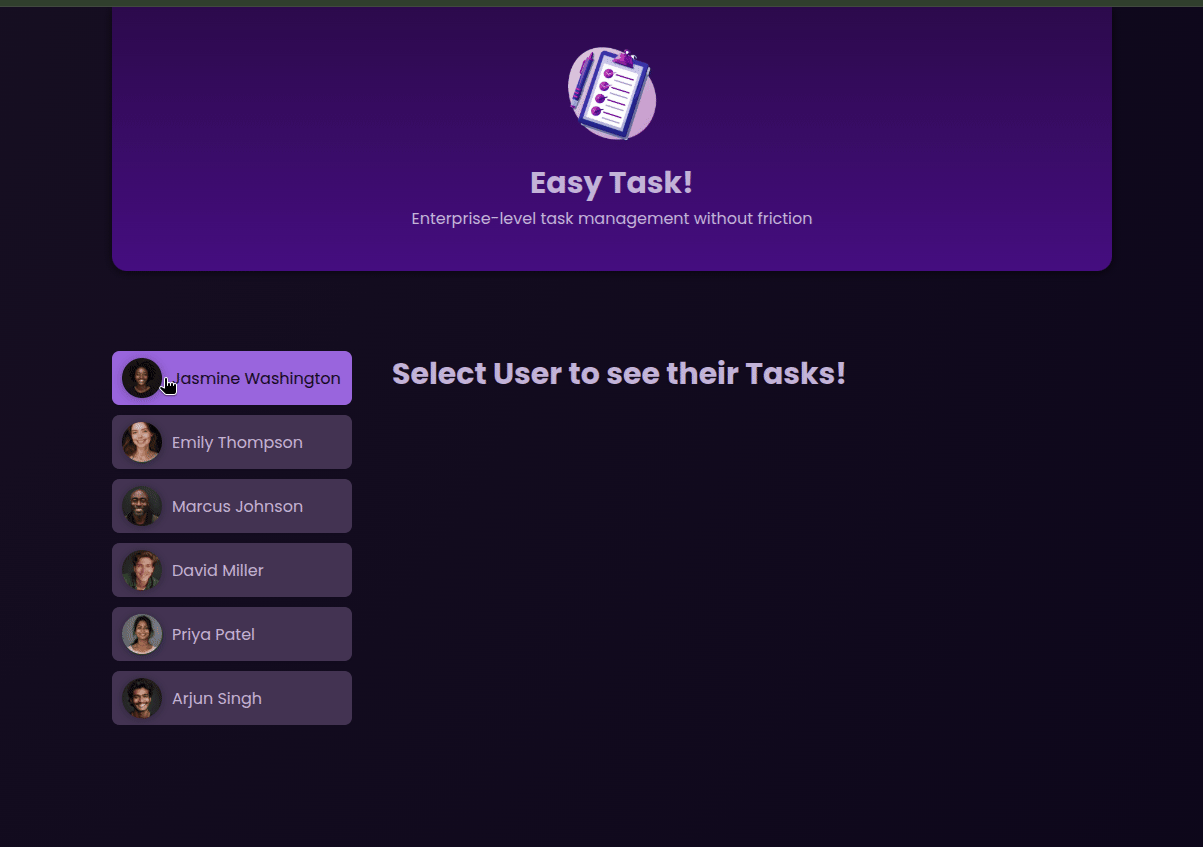 Easy Task!
Enterprise-level task management without friction
Jasmine Washington
Select User to see their Tasks!
Emily Thompson
Marcus Johnson
David Miller
Priya Patel
Arjun Singh